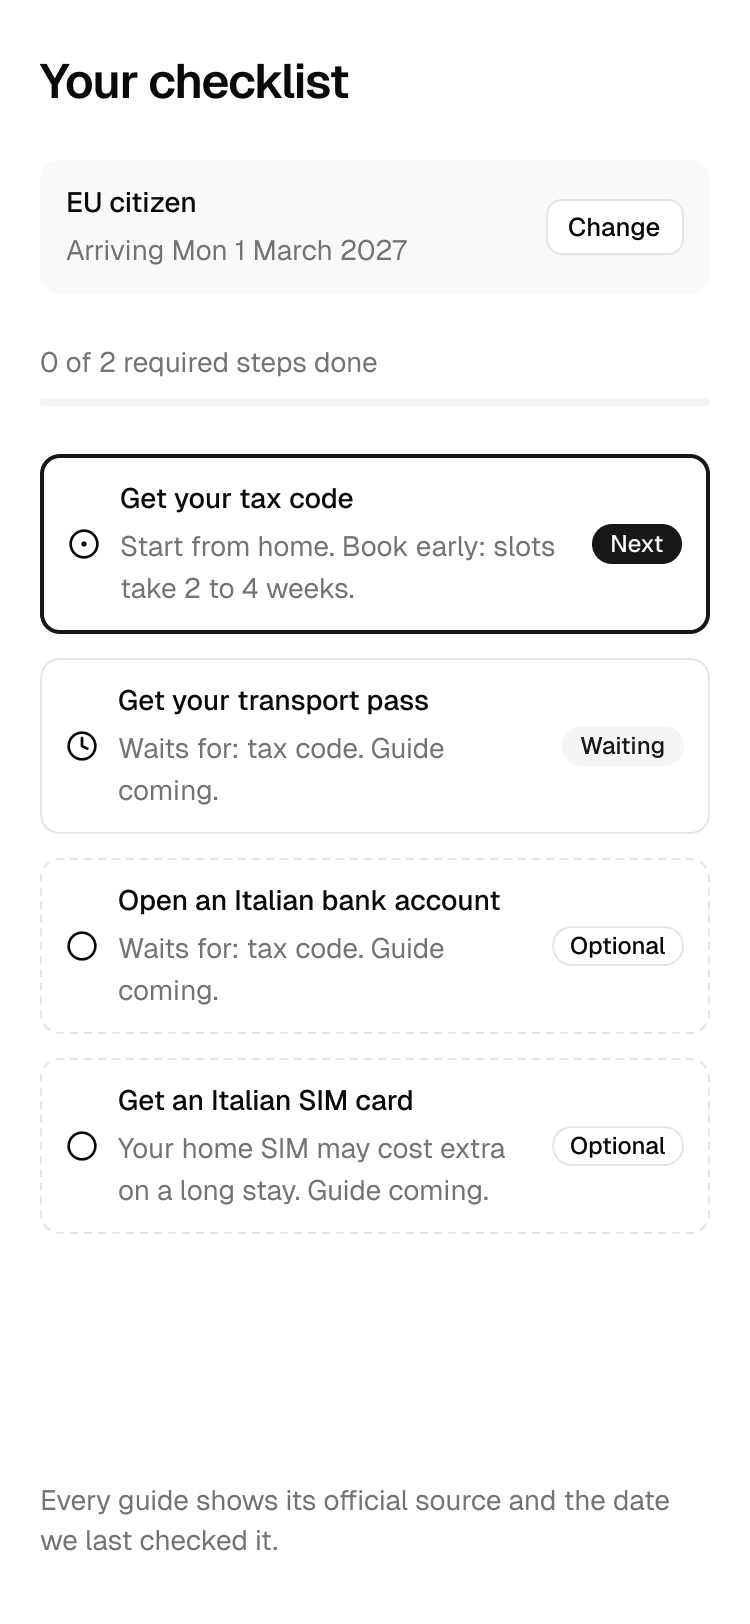 Your checklist
EU citizen
Arriving Mon 1 March 2027
Change
0 of 2 required steps done
Get your tax code
Start from home. Book early: slots
take 2 to 4 weeks.
Next
Get your transport pass
Waits for: tax code. Guide
coming.
Waiting
Open an Italian bank account
Waits for: tax code. Guide
coming.
Optional
Get an Italian SIM card
Your home SIM may cost extra
on a long stay. Guide coming.
Optional
Every guide shows its official source and the date
we last checked it.